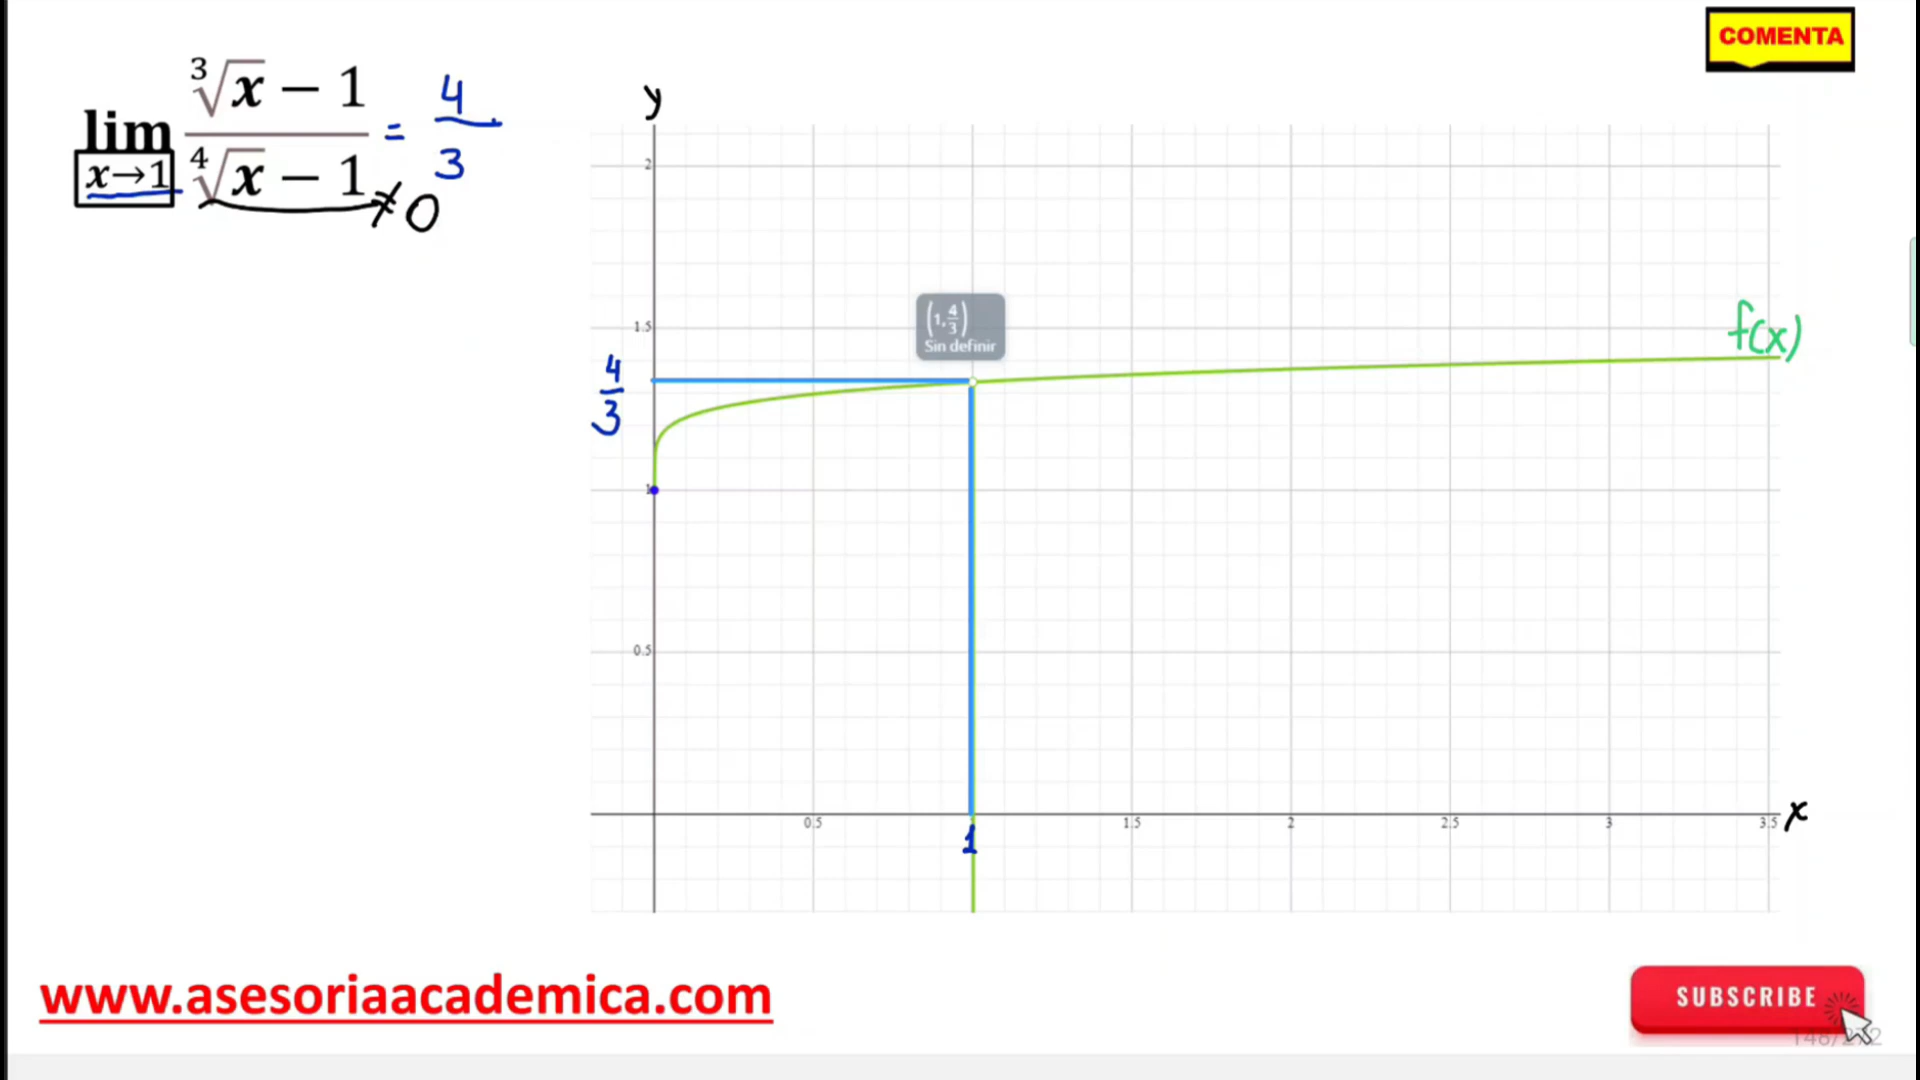 COMENTA
lim x→1 (∛x − 1)/(∜x − 1) = 4/3
≠ 0
y
2
1.5
(1, 4/3)
Sin definir
f(x)
4/3
1
0.5
0.5
1
1.5
2
2.5
3
3.5
x
www.asesoriaacademica.com
SUBSCRIBE